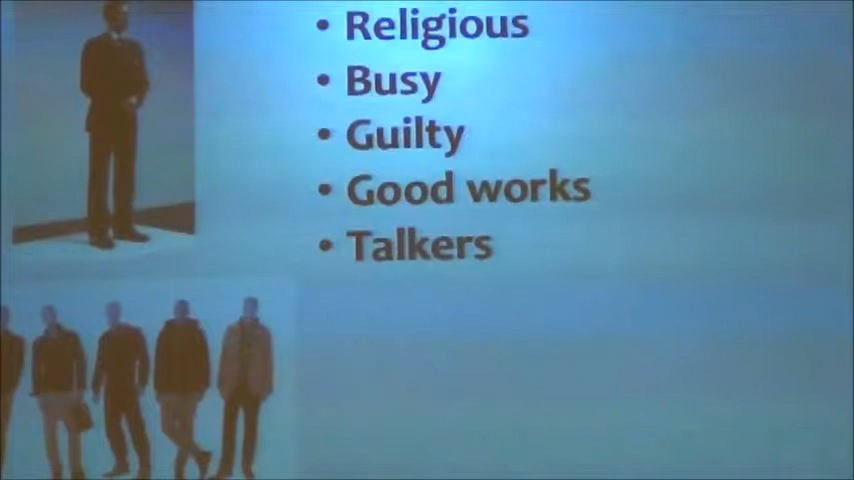 • Religious
• Busy
• Guilty
• Good works
• Talkers